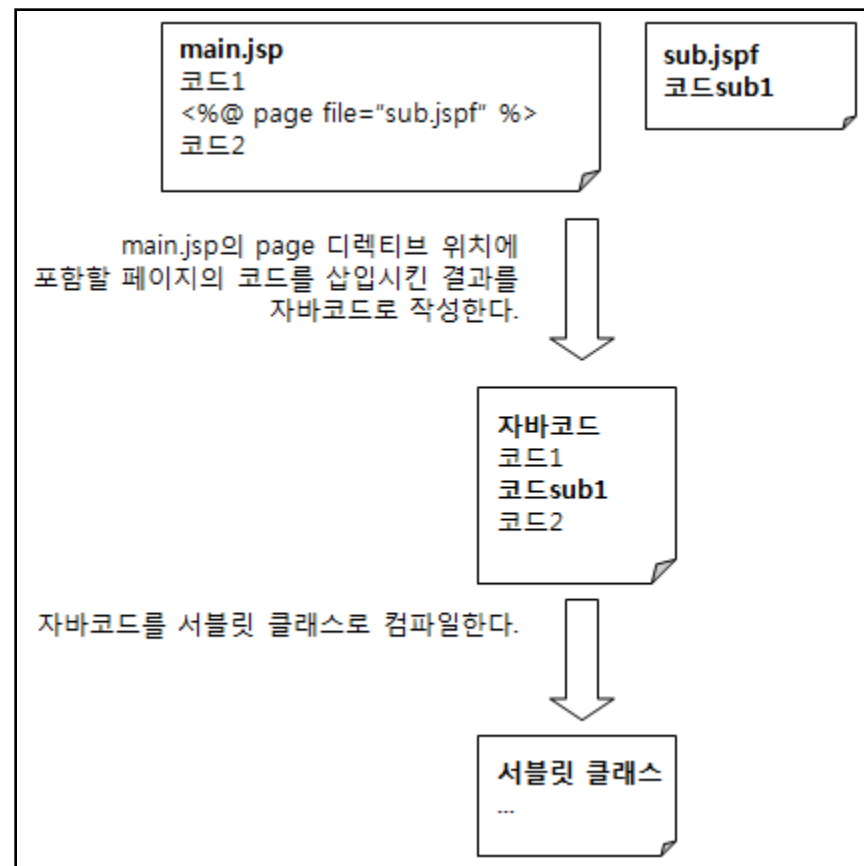 main.jsp
코드1
<%@ page file="sub.jspf" %>
코드2
sub.jspf
코드sub1
main.jsp의 page 디렉티브 위치에
포함할 페이지의 코드를 삽입시킨 결과를
자바코드로 작성한다.
자바코드
코드1
코드sub1
코드2
자바코드를 서블릿 클래스로 컴파일한다.
서블릿 클래스
...